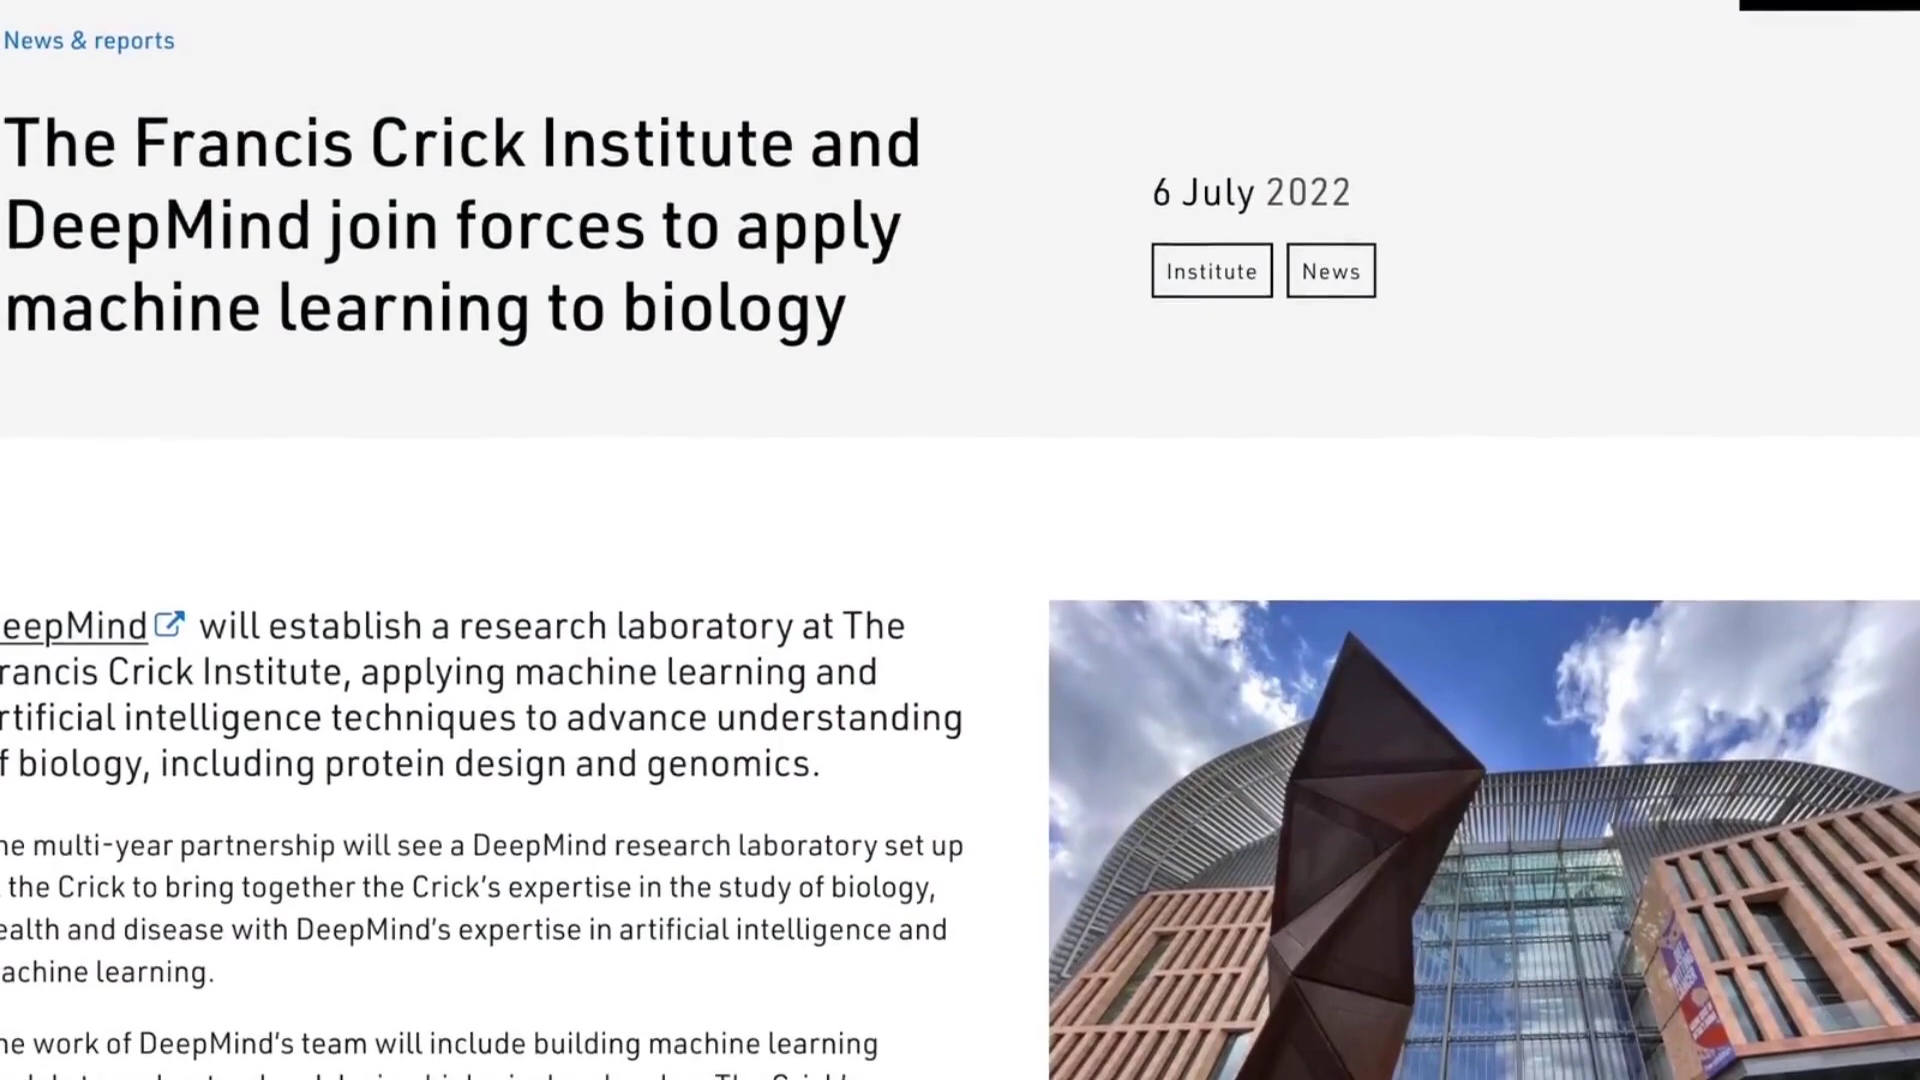 News & reports
The Francis Crick Institute and
DeepMind join forces to apply
machine learning to biology
6 July 2022
Institute
News
eepMind will establish a research laboratory at The
rancis Crick Institute, applying machine learning and
rtificial intelligence techniques to advance understanding
f biology, including protein design and genomics.
he multi-year partnership will see a DeepMind research laboratory set up
the Crick to bring together the Crick's expertise in the study of biology,
ealth and disease with DeepMind's expertise in artificial intelligence and
achine learning.
he work of DeepMind's team will include building machine learning